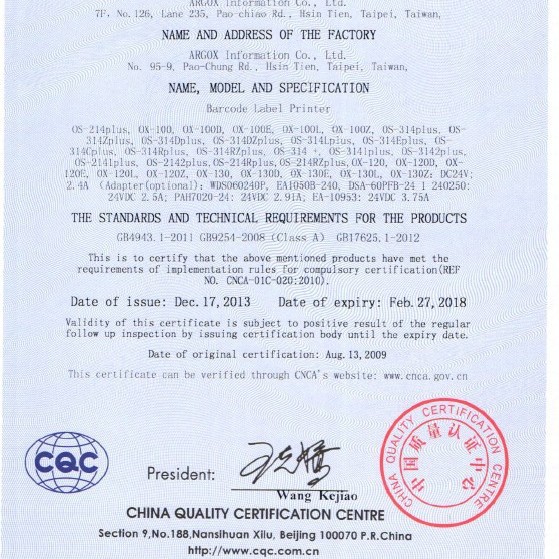 ARGOX Information Co., Ltd.
7F, No.126, Lane 235, Pao-chiao Rd., Hsin Tien, Taipei, Taiwan,
NAME AND ADDRESS OF THE FACTORY
ARGOX Information Co., Ltd.
No. 95-9, Pao-Chung Rd., Hsin Tien, Taipei, Taiwan,
NAME, MODEL AND SPECIFICATION
Barcode Label Printer
OS-214plus, OX-100, OX-100D, OX-100E, OX-100L, OX-100Z, OS-314plus, OS-
314Zplus, OS-314Dplus, OS-314DZplus, OS-314Lplus, OS-314Eplus, OS-
314Cplus, OS-314Rplus, OS-314RZplus, OS-314 +, OS-3141plus, OS-3142plus,
OS-2141plus, OS-2142plus, OS-214Rplus, OS-214RZplus, OX-120, OX-120D, OX-
120E, OX-120L, OX-120Z, OX-130, OX-130D, OX-130E, OX-130L, OX-130Z: DC24V;
2.4A (Adapter(optional): WDS060240P, EA1050B-240, DSA-60PFB-24 1 240250:
24VDC 2.5A; PAH7020-24: 24VDC 2.91A; EA-10953: 24VDC 3.75A
THE STANDARDS AND TECHNICAL REQUIREMENTS FOR THE PRODUCTS
GB4943.1-2011 GB9254-2008 (Class A) GB17625.1-2012
This is to certify that the above mentioned products have met the
requirements of implementation rules for compulsory certification(REF
NO. CNCA-01C-020:2010).
Date of issue: Dec. 17, 2013 Date of expiry: Feb. 27, 2018
Validity of this certificate is subject to positive result of the regular
follow up inspection by issuing certification body until the expiry date.
Date of original certification: Aug. 13, 2009
This certificate can be verified through CNCA's website: www.cnca.gov.cn
CQC
President:
Wang Kejiao
CHINA QUALITY CERTIFICATION CENTRE
中国质量认证中心
CHINA QUALITY CERTIFICATION CENTRE
Section 9, No.188, Nansihuan Xilu, Beijing 100070 P.R.China
http://www.cqc.com.cn